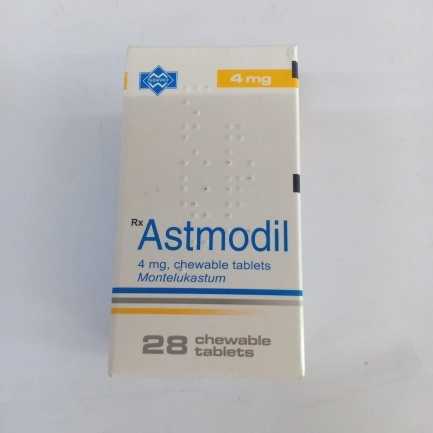 4 mg
Rx Astmodil
4 mg, chewable tablets
Montelukastum
28 chewable
tablets